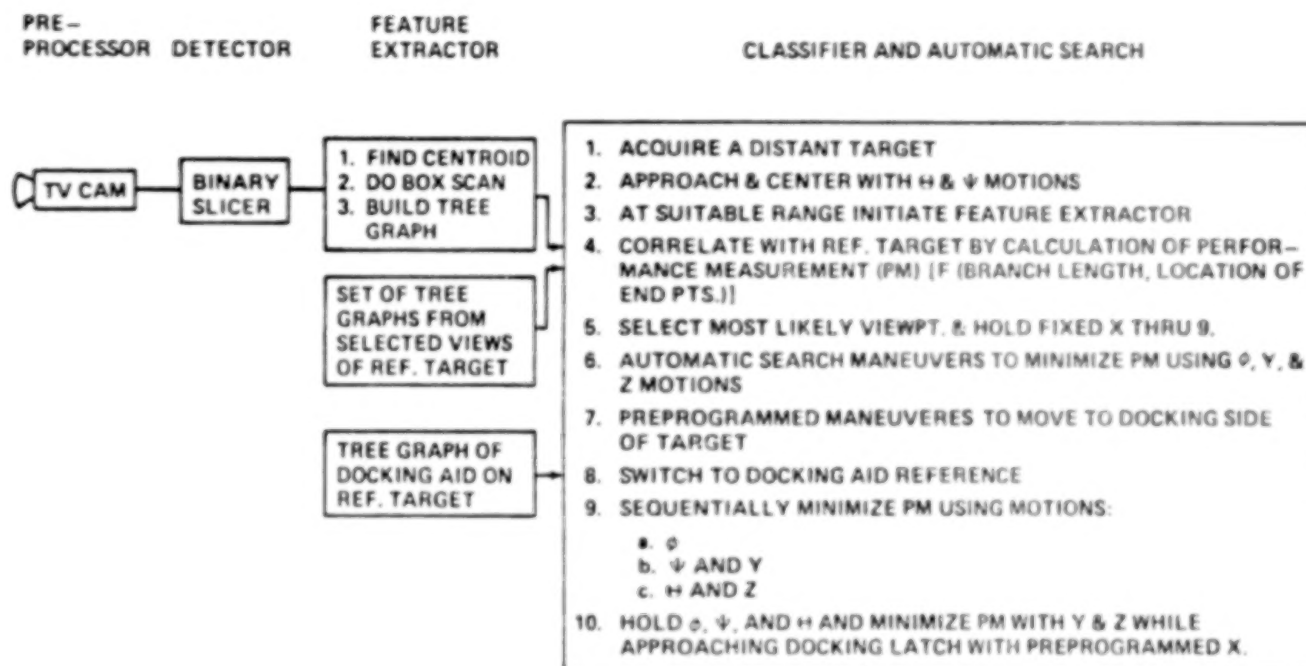 PRE-
PROCESSOR
DETECTOR
FEATURE
EXTRACTOR
CLASSIFIER AND AUTOMATIC SEARCH
TV CAM
BINARY
SLICER
1. FIND CENTROID
2. DO BOX SCAN
3. BUILD TREE
GRAPH
SET OF TREE
GRAPHS FROM
SELECTED VIEWS
OF REF. TARGET
TREE GRAPH OF
DOCKING AID ON
REF. TARGET
1. ACQUIRE A DISTANT TARGET
2. APPROACH & CENTER WITH Θ & Ψ MOTIONS
3. AT SUITABLE RANGE INITIATE FEATURE EXTRACTOR
4. CORRELATE WITH REF. TARGET BY CALCULATION OF PERFOR-
MANCE MEASUREMENT (PM) [F (BRANCH LENGTH, LOCATION OF
END PTS.)]
5. SELECT MOST LIKELY VIEWPT. & HOLD FIXED X THRU 9.
6. AUTOMATIC SEARCH MANEUVERS TO MINIMIZE PM USING φ, Y, &
Z MOTIONS
7. PREPROGRAMMED MANEUVERES TO MOVE TO DOCKING SIDE
OF TARGET
8. SWITCH TO DOCKING AID REFERENCE
9. SEQUENTIALLY MINIMIZE PM USING MOTIONS:
a. φ
b. Ψ AND Y
c. Θ AND Z
10. HOLD φ, Ψ, AND Θ AND MINIMIZE PM WITH Y & Z WHILE
APPROACHING DOCKING LATCH WITH PREPROGRAMMED X.